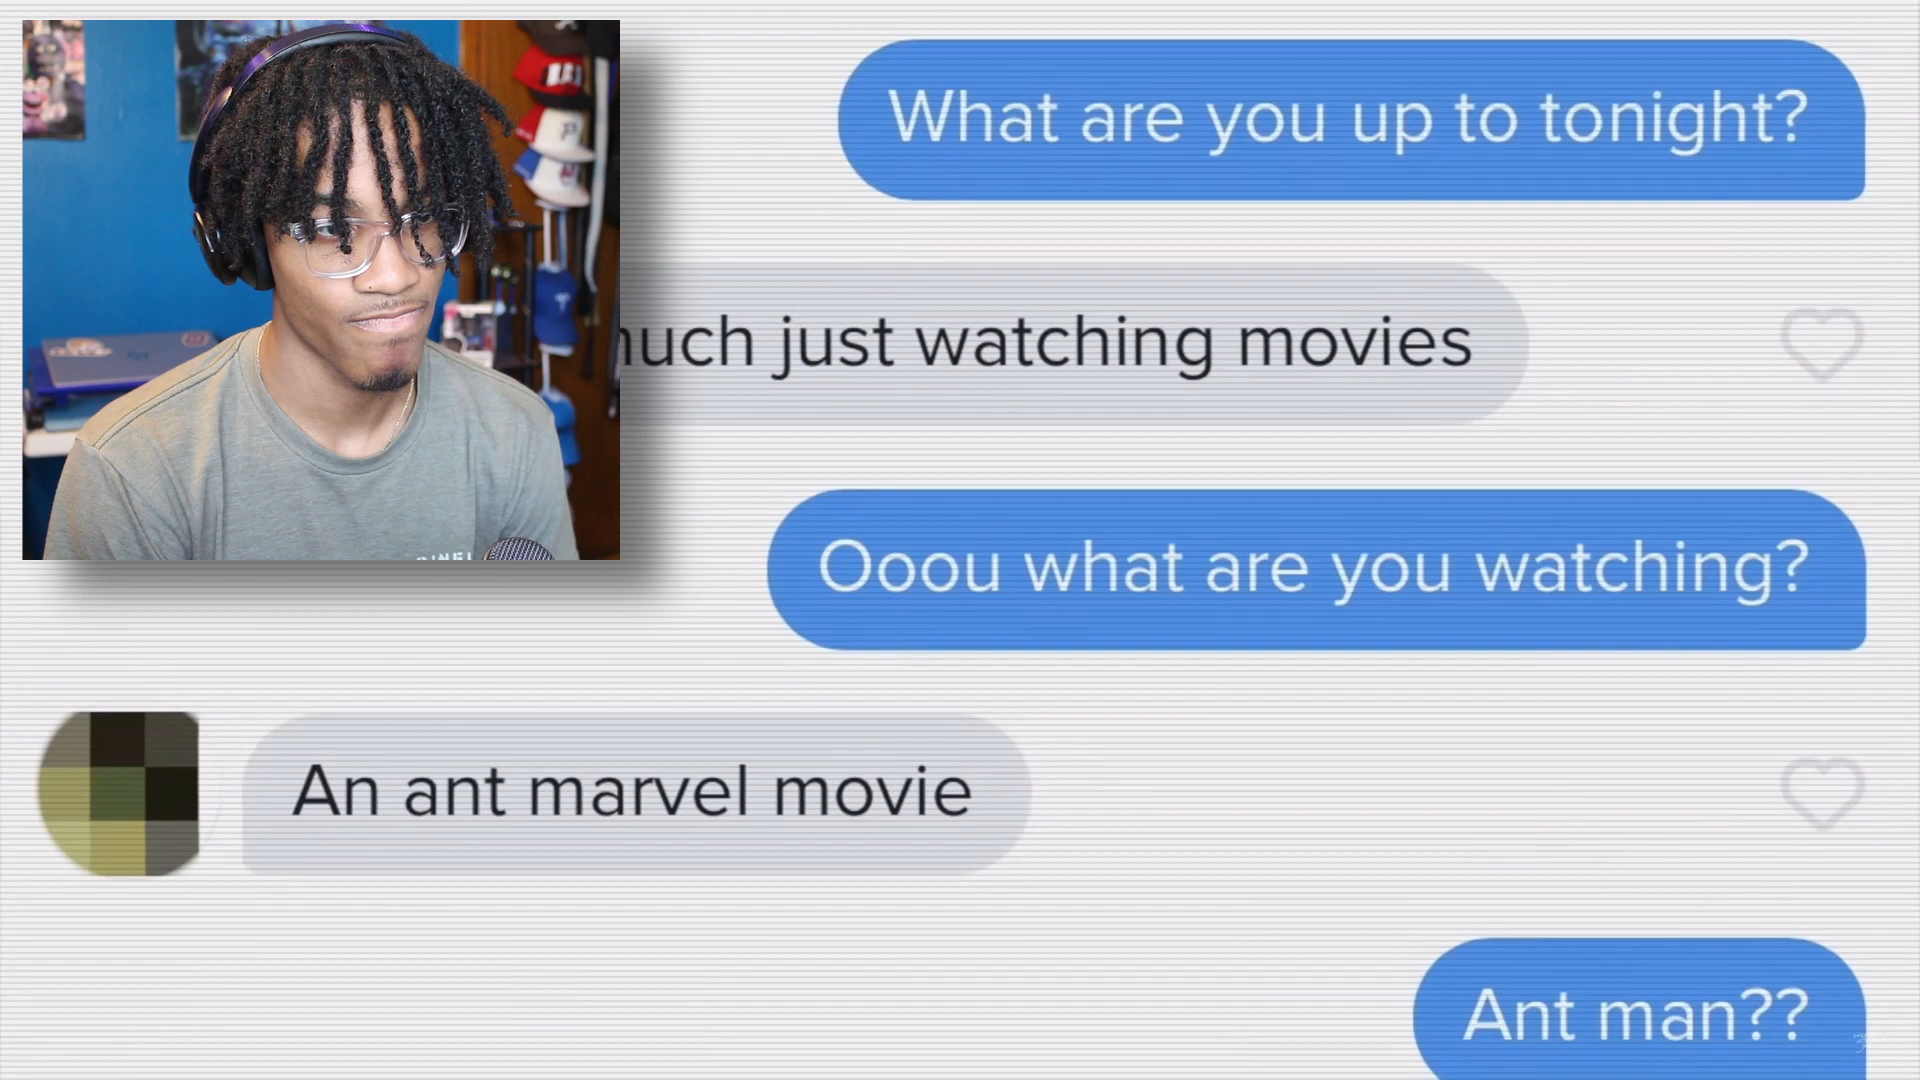 What are you up to tonight?
just watching movies
Ooou what are you watching?
An ant marvel movie
Ant man??